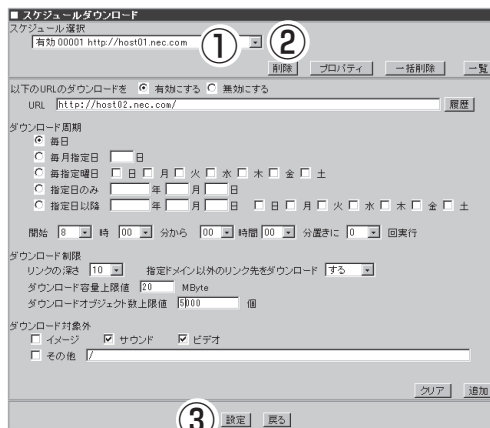 ■ スケジュールダウンロード
スケジュール選択
有効 00001 http://host01.nec.com
① ②
削除 プロパティ 一括削除 一覧
以下のURLのダウンロードを 有効にする 無効にする
URL http://host02.nec.com/ 履歴
ダウンロード周期
毎日
毎月指定日 日
毎指定曜日 日 月 火 水 木 金 土
指定日のみ 年 月 日
指定日以降 年 月 日 日 月 火 水 木 金 土
開始 8 時 00 分から 00 時間 00 分置きに 0 回実行
ダウンロード制限
リンクの深さ 10 指定ドメイン以外のリンク先をダウンロード する
ダウンロード容量上限値 20 MByte
ダウンロードオブジェクト数上限値 5000 個
ダウンロード対象外
イメージ サウンド ビデオ
その他 /
クリア 追加
③ 設定 戻る